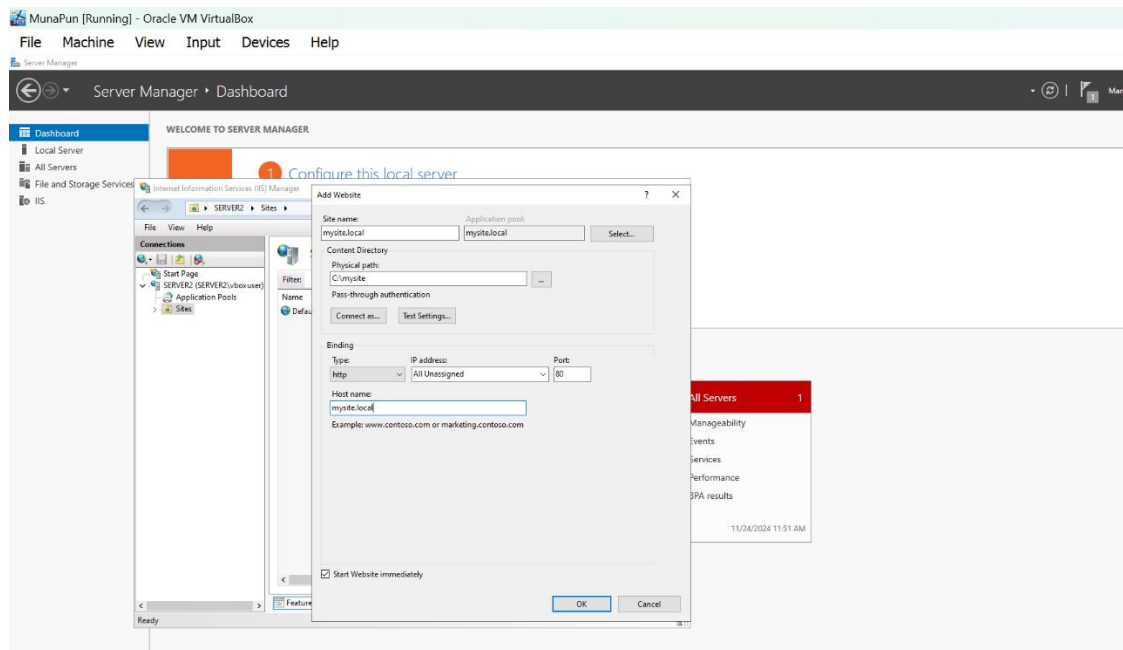 MunaPun [Running] - Oracle VM VirtualBox
File Machine View Input Devices Help
Server Manager
Server Manager • Dashboard
1
Dashboard
Local Server
All Servers
File and Storage Services
IIS
WELCOME TO SERVER MANAGER
1 Configure this local server
Internet Information Services (IIS) Manager
SERVER2 Sites
File View Help
Connections
Start Page
SERVER2 (SERVER2\vboxuser)
Application Pools
Sites
Filter:
Name
Defau
Feature
Ready
Add Website
? X
Site name: Application pool:
mysite.local mysite.local Select...
Content Directory
Physical path:
C:\mysite ...
Pass-through authentication
Connect as... Test Settings...
Binding
Type: IP address: Port:
http All Unassigned 80
Host name:
mysite.local
Example: www.contoso.com or marketing.contoso.com
Start Website immediately
OK Cancel
All Servers 1
Manageability
Events
Services
Performance
BPA results
11/24/2024 11:51 AM